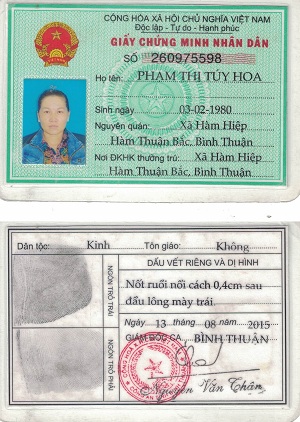 CỘNG HÒA XÃ HỘI CHỦ NGHĨA VIỆT NAM
Độc lập - Tự do - Hạnh phúc
GIẤY CHỨNG MINH NHÂN DÂN
SỐ 260975598
Họ tên: PHẠM THỊ TÚY HOA
Sinh ngày 03-02-1980
Nguyên quán: Xã Hàm Hiệp
Hàm Thuận Bắc, Bình Thuận
Nơi ĐKHK thường trú: Xã Hàm Hiệp
Hàm Thuận Bắc, Bình Thuận
Dân tộc: Kinh Tôn giáo: Không
NGÓN TRỎ TRÁI
NGÓN TRỎ PHẢI
DẤU VẾT RIÊNG VÀ DỊ HÌNH
Nốt ruồi nổi cách 0,4cm sau
đầu lông mày trái.
Ngày 13 tháng 08 năm 2015
GIÁM ĐỐC CA. BÌNH THUẬN
Nguyễn Văn Thận